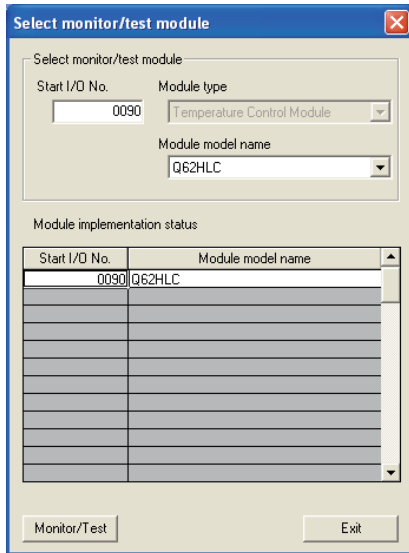 Select monitor/test module
Select monitor/test module
Start I/O No. Module type
0090 Temperature Control Module
Module model name
Q62HLC
Module implementation status
Start I/O No. Module model name
0090 Q62HLC
Monitor/Test Exit